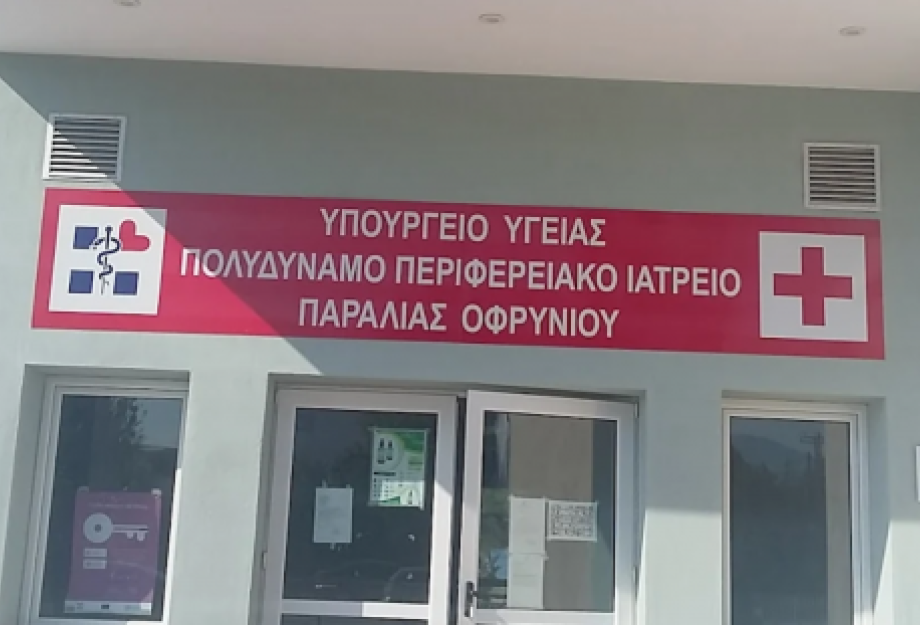 ΥΠΟΥΡΓΕΙΟ ΥΓΕΙΑΣ
ΠΟΛΥΔΥΝΑΜΟ ΠΕΡΙΦΕΡΕΙΑΚΟ ΙΑΤΡΕΙΟ
ΠΑΡΑΛΙΑΣ ΟΦΡΥΝΙΟΥ